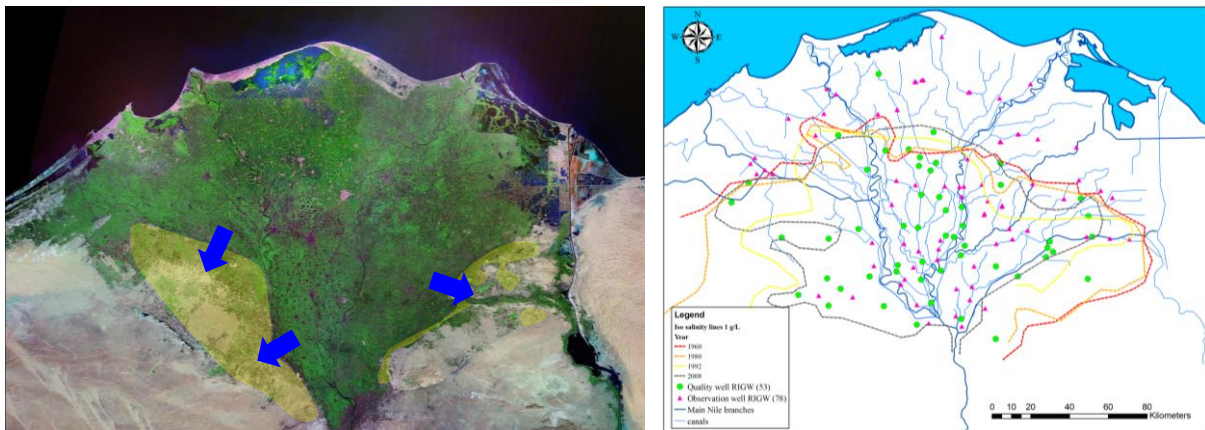 N
W E
S
Legend
Iso salinity lines 1 g/L
Year
1960
1980
1992
2008
Quality well RIGW (53)
Observation well RIGW (78)
Main Nile branches
canals
0 5 10 20 40 60 80
Kilometers